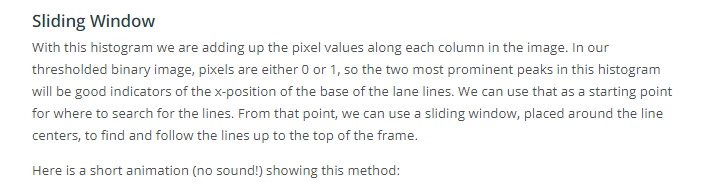 Sliding Window
With this histogram we are adding up the pixel values along each column in the image. In our
thresholded binary image, pixels are either 0 or 1, so the two most prominent peaks in this histogram
will be good indicators of the x-position of the base of the lane lines. We can use that as a starting point
for where to search for the lines. From that point, we can use a sliding window, placed around the line
centers, to find and follow the lines up to the top of the frame.
Here is a short animation (no sound!) showing this method: